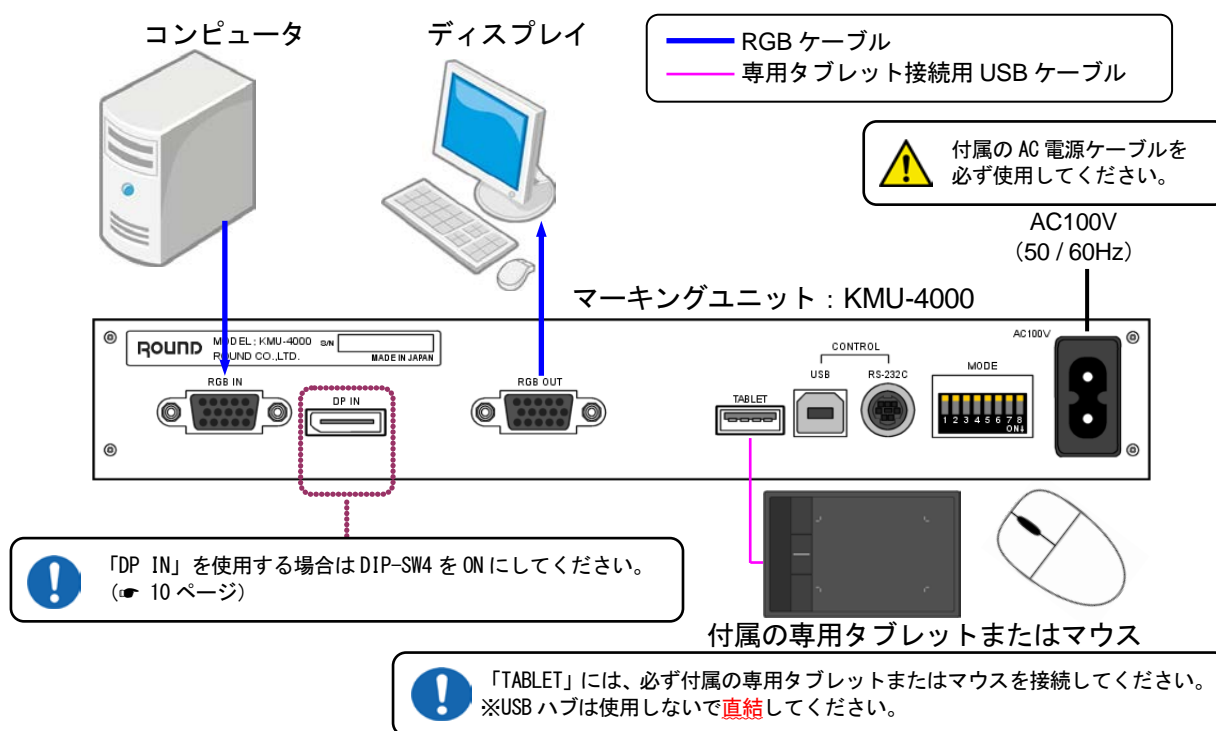 コンピュータ
ディスプレイ
RGB ケーブル
専用タブレット接続用 USB ケーブル
付属の AC 電源ケーブルを
必ず使用してください。
AC100V
（50 / 60Hz）
マーキングユニット：KMU-4000
ROUND
MODEL: KMU-4000 S/N
ROUND CO.,LTD.
MADE IN JAPAN
RGB IN
DP IN
RGB OUT
TABLET
CONTROL
USB
RS-232C
MODE
1 2 3 4 5 6 7 8
ON↓
AC100V
「DP IN」を使用する場合は DIP-SW4 を ON にしてください。
（☛ 10 ページ）
付属の専用タブレットまたはマウス
「TABLET」には、必ず付属の専用タブレットまたはマウスを接続してください。
※USB ハブは使用しないで直結してください。